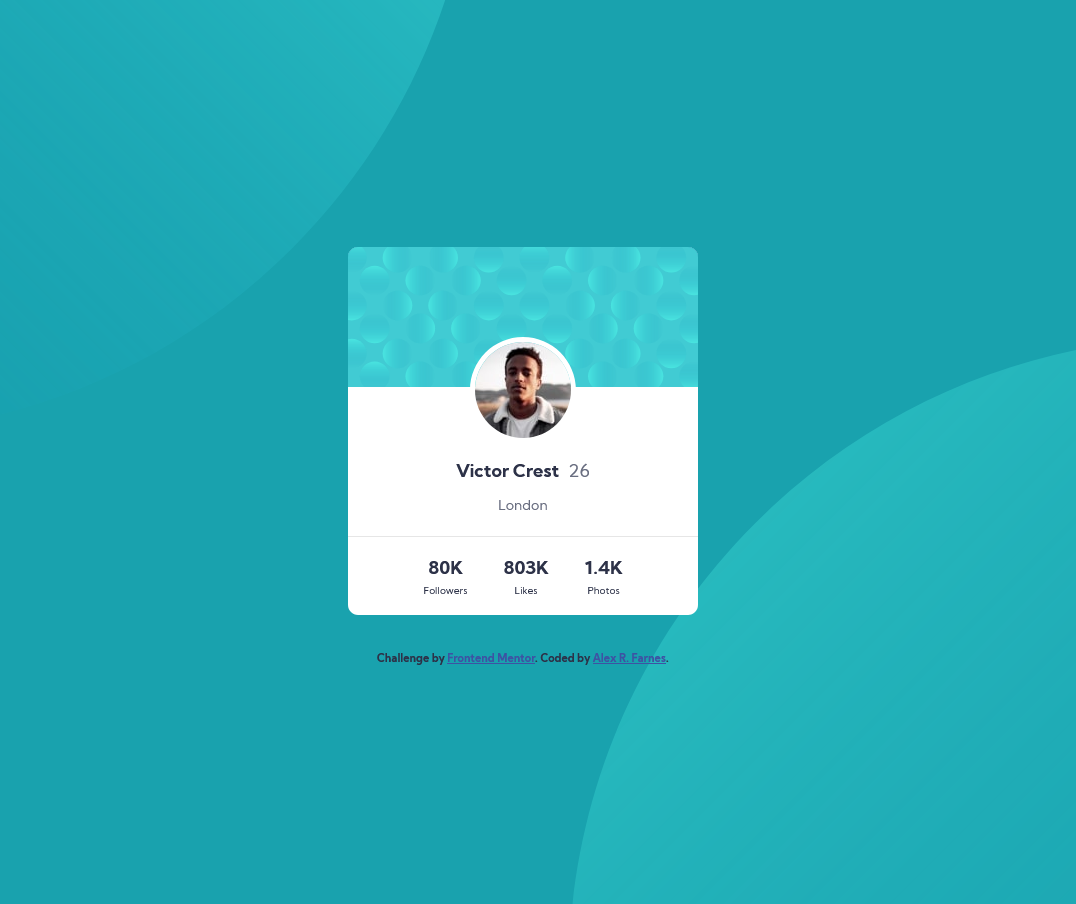 Victor Crest 26
London
80K 803K 1.4K
Followers Likes Photos
Challenge by Frontend Mentor. Coded by Alex R. Farnes.